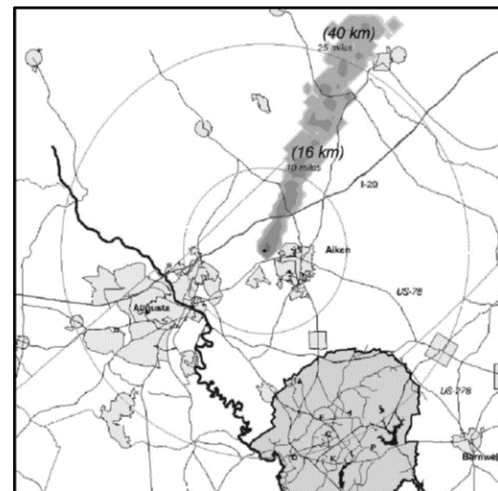 (40 km)
25 miles
(16 km)
10 miles
I-20
Aiken
US-78
Augusta
US-278
Barnwell